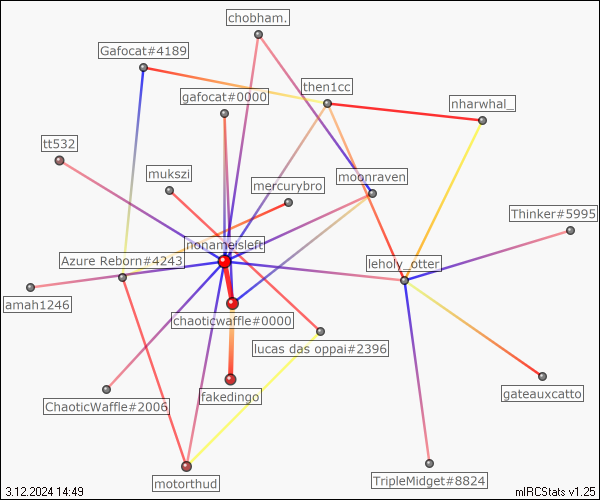 chobham.
Gafocat#4189
then1cc
gafocat#0000
nharwhal_
tt532
mukszi
moonraven
mercurybro
Thinker#5995
nonameisleft
Azure Reborn#4243
leholy_otter
amah1246
chaoticwaffle#0000
lucas das oppai#2396
fakedingo
gateauxcatto
ChaoticWaffle#2006
motorthud
TripleMidget#8824
3.12.2024 14:49
mIRCStats v1.25